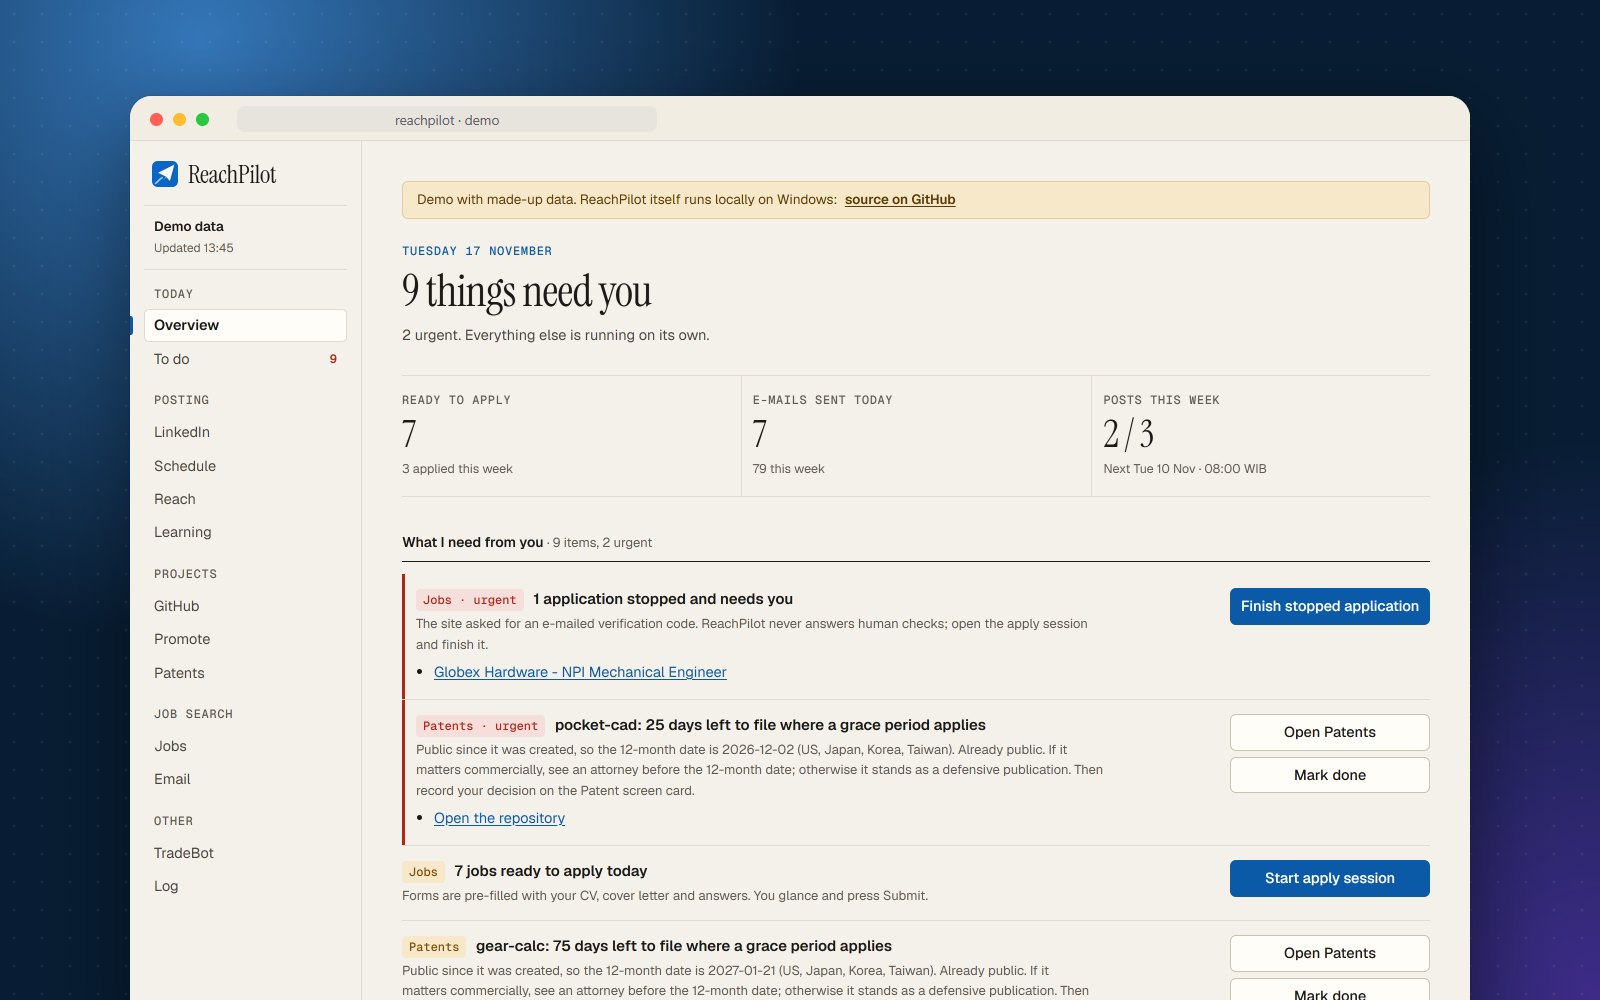 reachpilot · demo
ReachPilot
Demo data
Updated 13:45
TODAY
Overview
To do 9
POSTING
LinkedIn
Schedule
Reach
Learning
PROJECTS
GitHub
Promote
Patents
JOB SEARCH
Jobs
Email
OTHER
TradeBot
Log
Demo with made-up data. ReachPilot itself runs locally on Windows: source on GitHub
TUESDAY 17 NOVEMBER
9 things need you
2 urgent. Everything else is running on its own.
READY TO APPLY
7
3 applied this week
E-MAILS SENT TODAY
7
79 this week
POSTS THIS WEEK
2/3
Next Tue 10 Nov · 08:00 WIB
What I need from you · 9 items, 2 urgent
Jobs · urgent 1 application stopped and needs you
The site asked for an e-mailed verification code. ReachPilot never answers human checks; open the apply session
and finish it.
• Globex Hardware - NPI Mechanical Engineer
Finish stopped application
Patents · urgent pocket-cad: 25 days left to file where a grace period applies
Public since it was created, so the 12-month date is 2026-12-02 (US, Japan, Korea, Taiwan). Already public. If it
matters commercially, see an attorney before the 12-month date; otherwise it stands as a defensive publication. Then
record your decision on the Patent screen card.
• Open the repository
Open Patents
Mark done
Jobs 7 jobs ready to apply today
Forms are pre-filled with your CV, cover letter and answers. You glance and press Submit.
Start apply session
Patents gear-calc: 75 days left to file where a grace period applies
Public since it was created, so the 12-month date is 2027-01-21 (US, Japan, Korea, Taiwan). Already public. If it
matters commercially, see an attorney before the 12-month date; otherwise it stands as a defensive publication. Then
Open Patents
Mark done